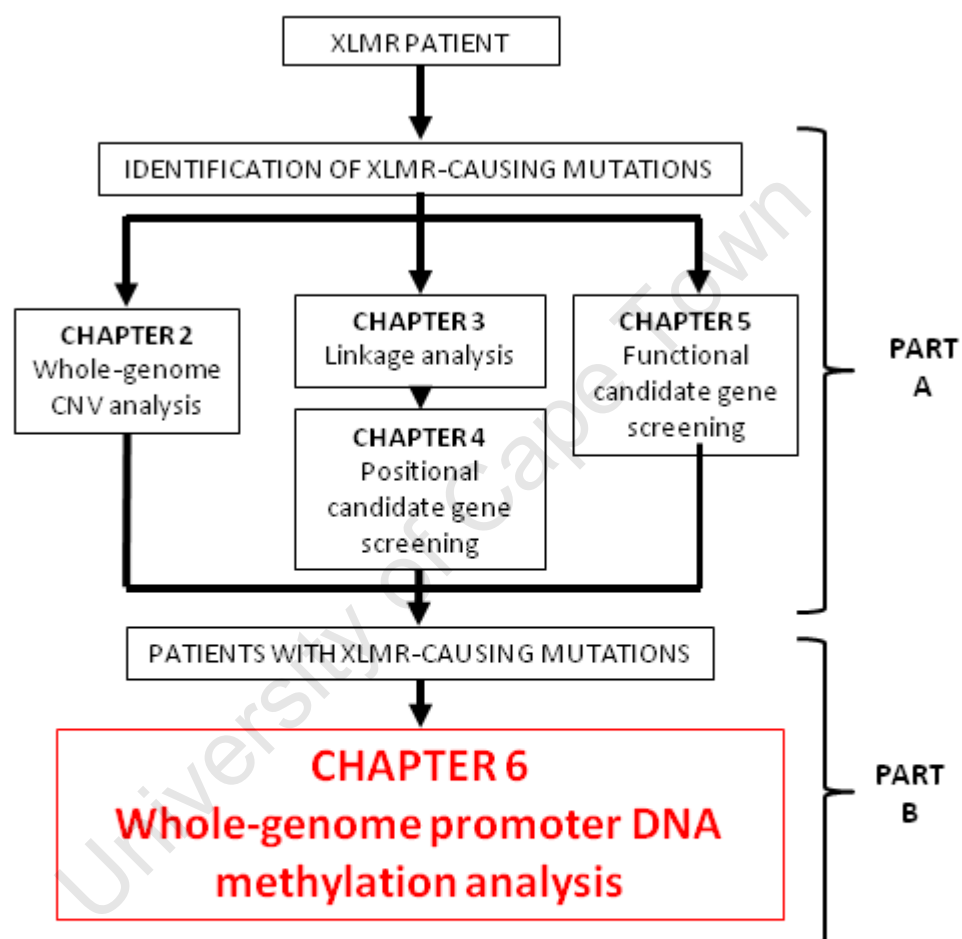 XLMR PATIENT
IDENTIFICATION OF XLMR-CAUSING MUTATIONS
CHAPTER 2
Whole-genome
CNV analysis
CHAPTER 3
Linkage analysis
CHAPTER 4
Positional
candidate gene
screening
CHAPTER 5
Functional
candidate gene
screening
PART
A
PATIENTS WITH XLMR-CAUSING MUTATIONS
CHAPTER 6
Whole-genome promoter DNA
methylation analysis
PART
B
University of Cape Town